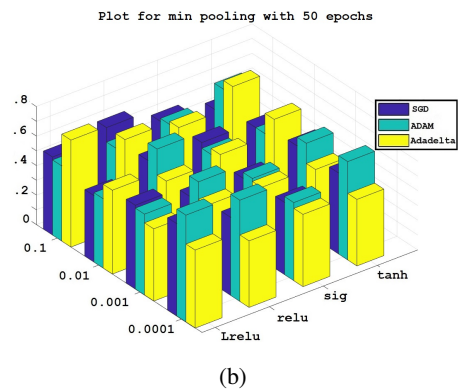 Plot for min pooling with 50 epochs
.8
.6
.4
.2
0
0.1
0.01
0.001
0.0001
Lrelu
relu
sig
tanh
SGD
ADAM
Adadelta
(b)